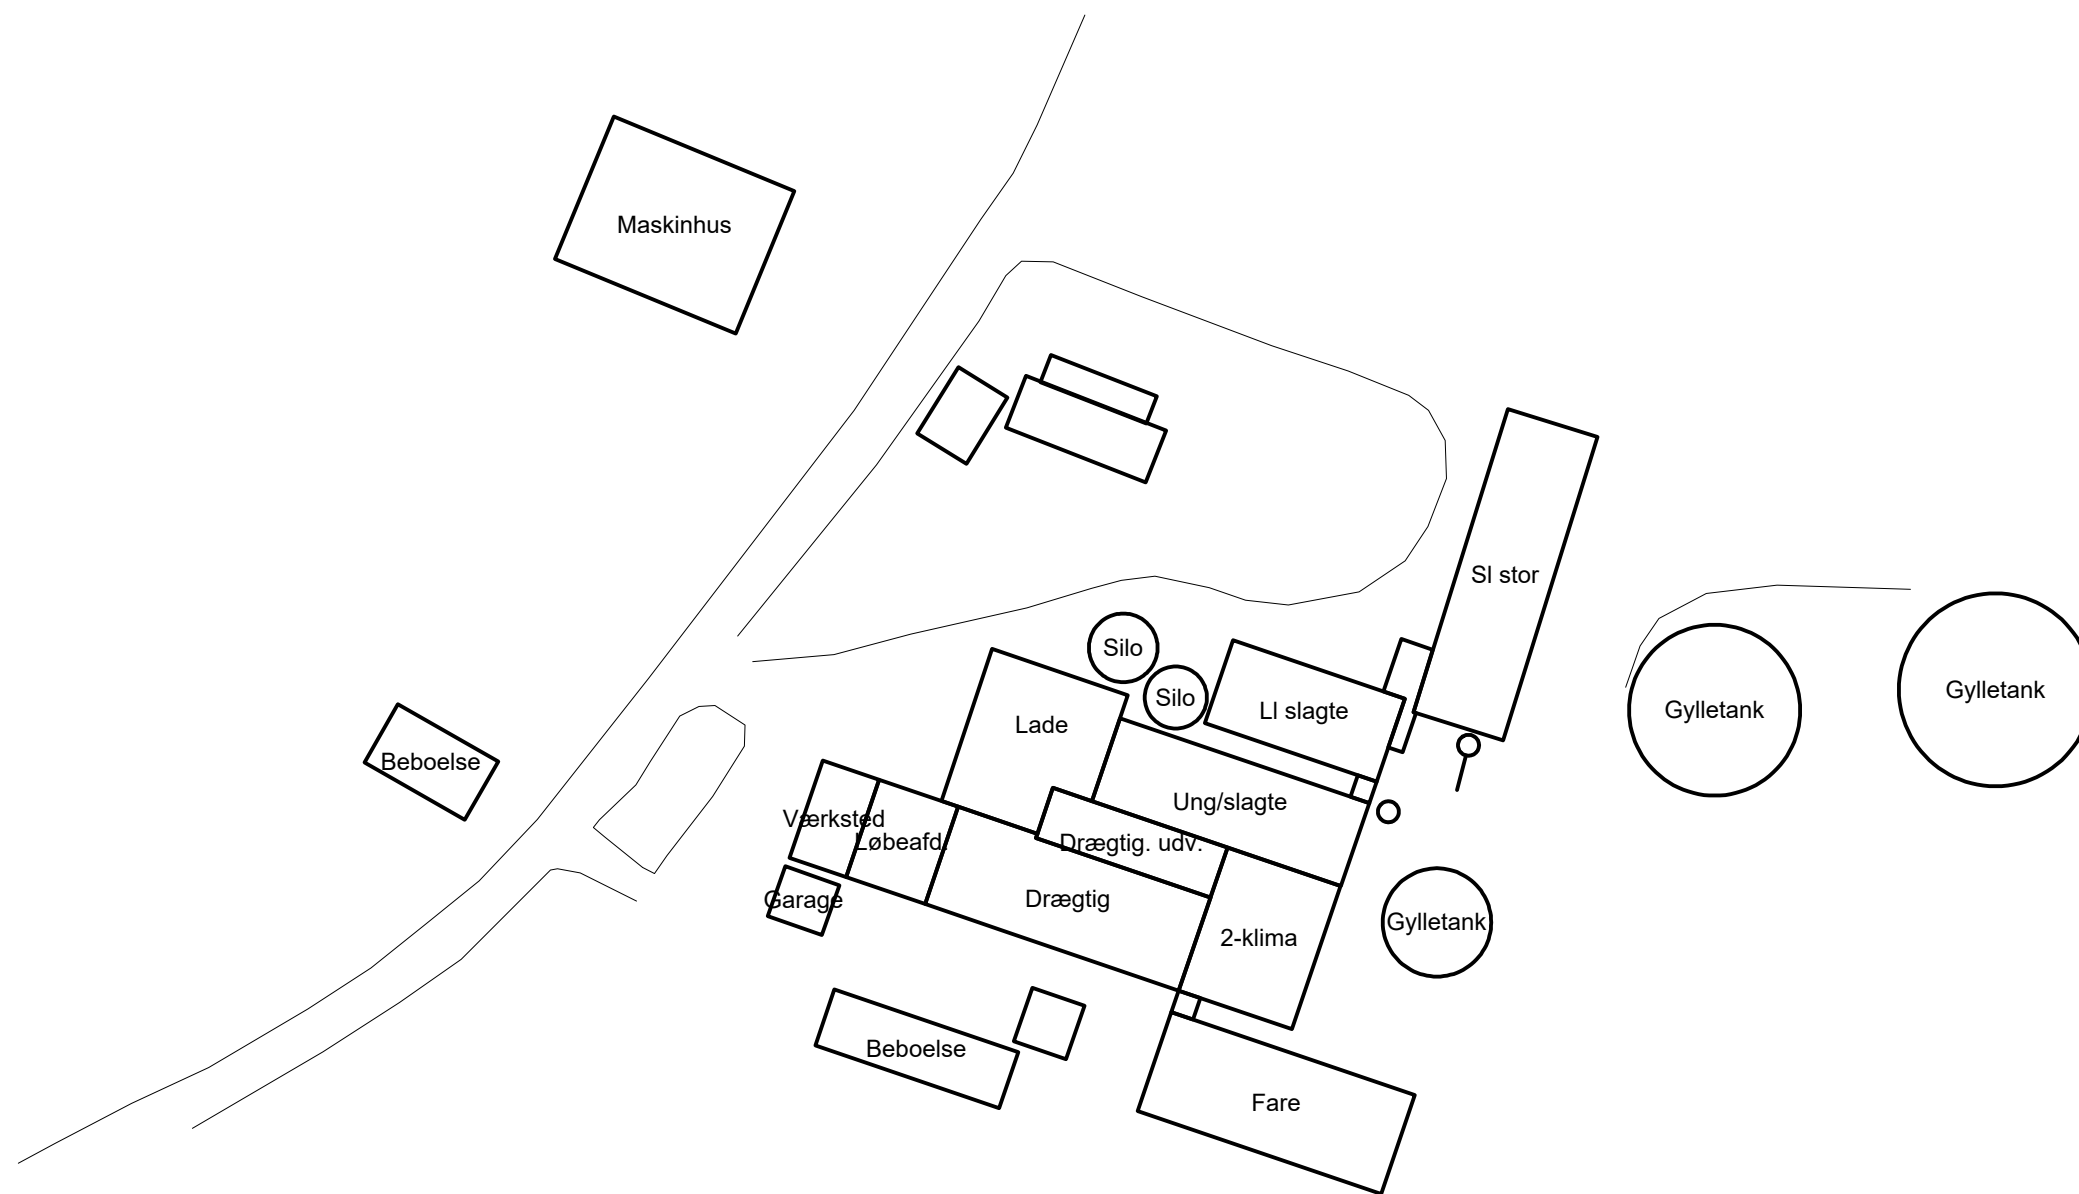 Maskinhus
Sl stor
Silo
Silo
Gylletank
Gylletank
Ll slagte
Lade
Beboelse
Ung/slagte
Værksted
Løbeafd.
Drægtig. udv.
Garage
Drægtig
Gylletank
2-klima
Beboelse
Fare